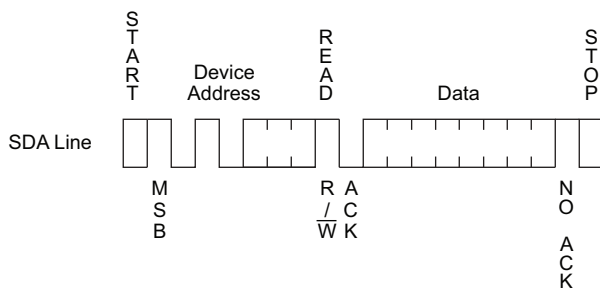 START
Device
Address
READ
Data
STOP
SDA Line
MSB
R/W
ACK
NO ACK